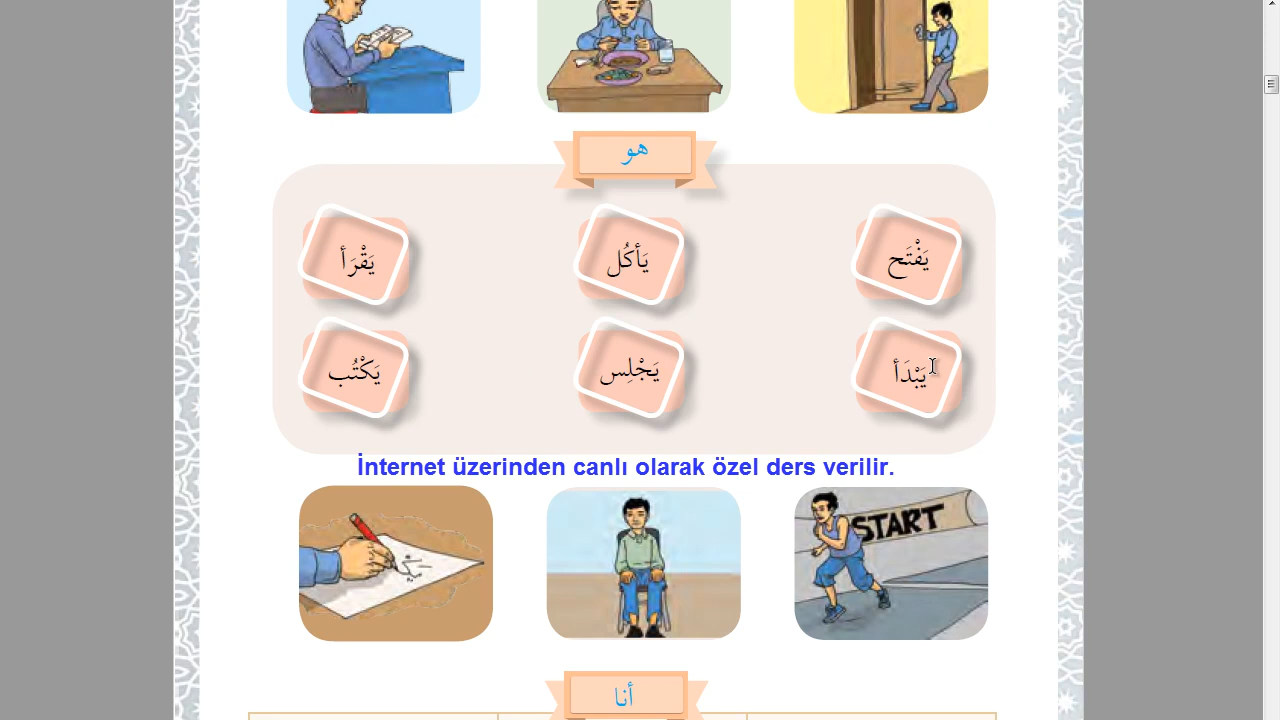 هو
يَفْتَح يَأكُل يَقْرَأ
يَبْدَأ يَجْلِس يَكْتُب
İnternet üzerinden canlı olarak özel ders verilir.
START
أنا